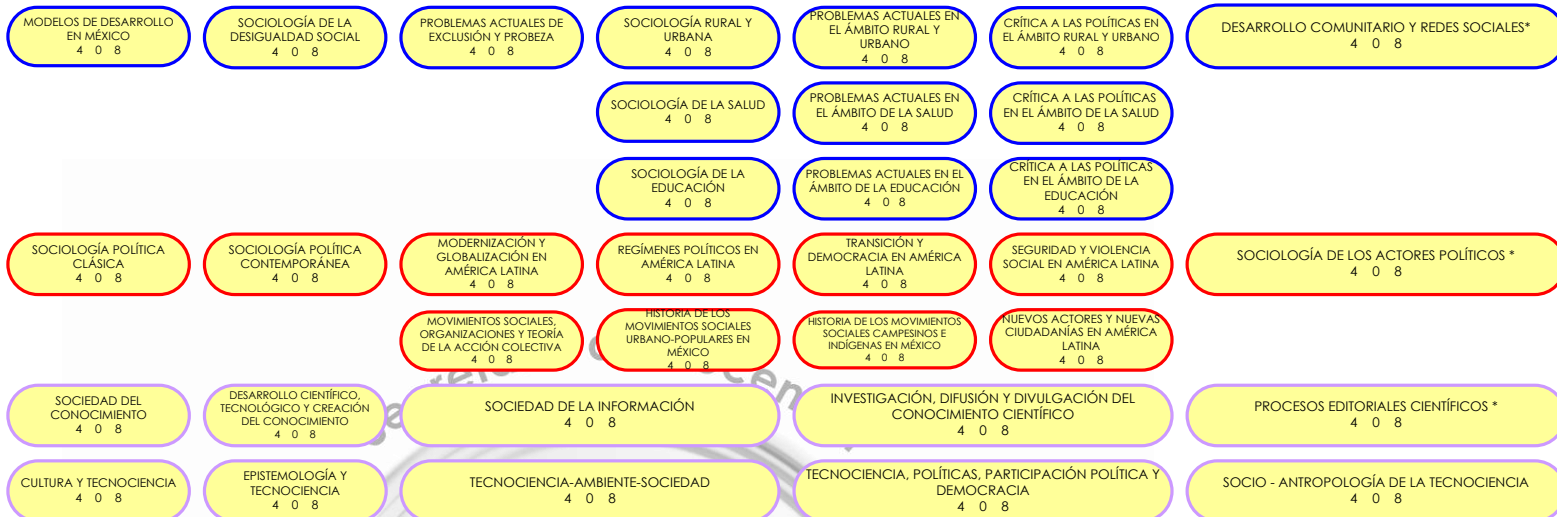 MODELOS DE DESARROLLO
EN MÉXICO
4 0 8
SOCIOLOGÍA DE LA
DESIGUALDAD SOCIAL
4 0 8
PROBLEMAS ACTUALES DE
EXCLUSIÓN Y PROBEZA
4 0 8
SOCIOLOGÍA RURAL Y
URBANA
4 0 8
PROBLEMAS ACTUALES EN
EL ÁMBITO RURAL Y
URBANO
4 0 8
CRÍTICA A LAS POLÍTICAS EN
EL ÁMBITO RURAL Y URBANO
4 0 8
DESARROLLO COMUNITARIO Y REDES SOCIALES*
4 0 8
SOCIOLOGÍA DE LA SALUD
4 0 8
PROBLEMAS ACTUALES EN
EL ÁMBITO DE LA SALUD
4 0 8
CRÍTICA A LAS POLÍTICAS
EN EL ÁMBITO DE LA SALUD
4 0 8
SOCIOLOGÍA DE LA
EDUCACIÓN
4 0 8
PROBLEMAS ACTUALES EN EL
ÁMBITO DE LA EDUCACIÓN
4 0 8
CRÍTICA A LAS POLÍTICAS
EN EL ÁMBITO DE LA
EDUCACIÓN
4 0 8
SOCIOLOGÍA POLÍTICA
CLÁSICA
4 0 8
SOCIOLOGÍA POLÍTICA
CONTEMPORÁNEA
4 0 8
MODERNIZACIÓN Y
GLOBALIZACIÓN EN
AMÉRICA LATINA
4 0 8
REGÍMENES POLÍTICOS EN
AMÉRICA LATINA
4 0 8
TRANSICIÓN Y
DEMOCRACIA EN AMÉRICA
LATINA
4 0 8
SEGURIDAD Y VIOLENCIA
SOCIAL EN AMÉRICA LATINA
4 0 8
SOCIOLOGÍA DE LOS ACTORES POLÍTICOS *
4 0 8
MOVIMIENTOS SOCIALES,
ORGANIZACIONES Y TEORÍA
DE LA ACCIÓN COLECTIVA
4 0 8
HISTORIA DE LOS
MOVIMIENTOS SOCIALES
URBANO-POPULARES EN
MÉXICO
4 0 8
HISTORIA DE LOS MOVIMIENTOS
SOCIALES CAMPESINOS E
INDÍGENAS EN MÉXICO
4 0 8
NUEVOS ACTORES Y NUEVAS
CIUDADANÍAS EN AMÉRICA
LATINA
4 0 8
SOCIEDAD DEL
CONOCIMIENTO
4 0 8
DESARROLLO CIENTÍFICO,
TECNOLÓGICO Y CREACIÓN
DEL CONOCIMIENTO
4 0 8
SOCIEDAD DE LA INFORMACIÓN
4 0 8
INVESTIGACIÓN, DIFUSIÓN Y DIVULGACIÓN DEL
CONOCIMIENTO CIENTÍFICO
4 0 8
PROCESOS EDITORIALES CIENTÍFICOS *
4 0 8
CULTURA Y TECNOCIENCIA
4 0 8
EPISTEMOLOGÍA Y
TECNOCIENCIA
4 0 8
TECNOCIENCIA-AMBIENTE-SOCIEDAD
4 0 8
TECNOCIENCIA, POLÍTICAS, PARTICIPACIÓN POLÍTICA Y
DEMOCRACIA
4 0 8
SOCIO - ANTROPOLOGÍA DE LA TECNOCIENCIA
4 0 8